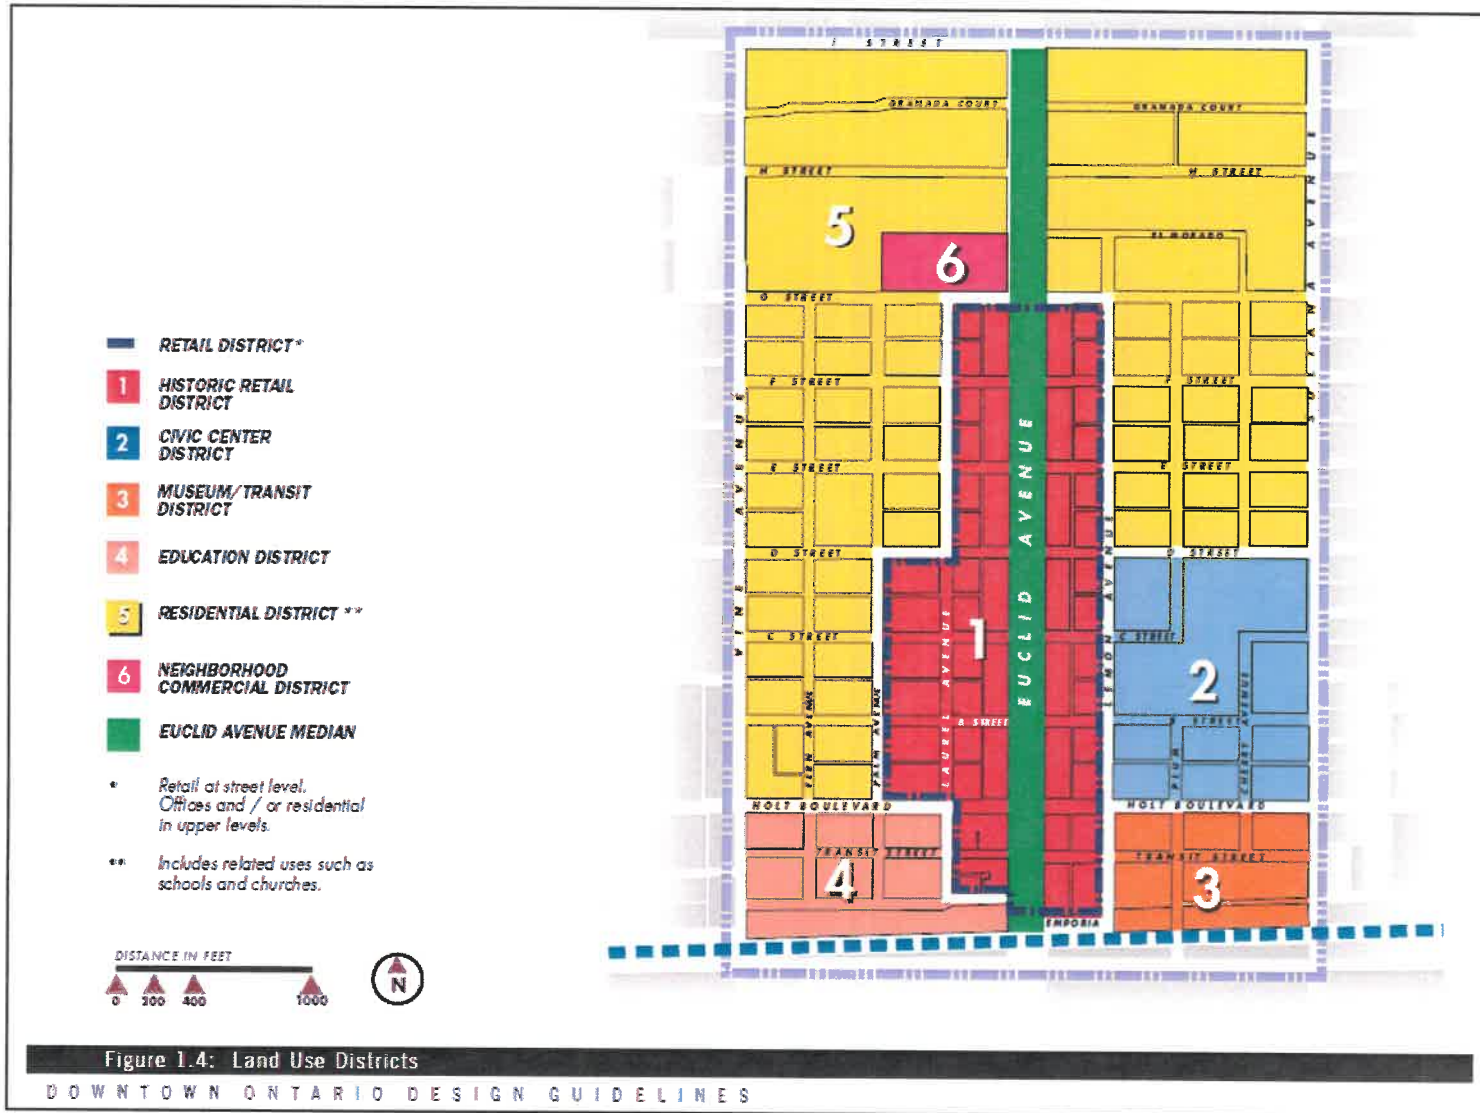 RETAIL DISTRICT*
1 HISTORIC RETAIL
DISTRICT
2 CIVIC CENTER
DISTRICT
3 MUSEUM/TRANSIT
DISTRICT
4 EDUCATION DISTRICT
5 RESIDENTIAL DISTRICT **
6 NEIGHBORHOOD
COMMERCIAL DISTRICT
EUCLID AVENUE MEDIAN
* Retail at street level.
Offices and / or residential
in upper levels.
** Includes related uses such as
schools and churches.
DISTANCE IN FEET
0 200 400 1000
N
I STREET
GRANADA COURT
GRANADA COURT
H STREET
H STREET
5
6
EL MORADO
G STREET
F STREET
F STREET
E STREET
E STREET
D STREET
D STREET
C STREET
C STREET
1
2
B STREET
B STREET
HOLT BOULEVARD
HOLT BOULEVARD
TRANSIT STREET
TRANSIT STREET
4
3
EMPORIA
VINE AVENUE
PALM AVENUE
LAUREL AVENUE
EUCLID AVENUE
LEMON AVENUE
PLUM
CHERRY AVENUE
SULTANA AVENUE
Figure 1.4: Land Use Districts
DOWNTOWN ONTARIO DESIGN GUIDELINES